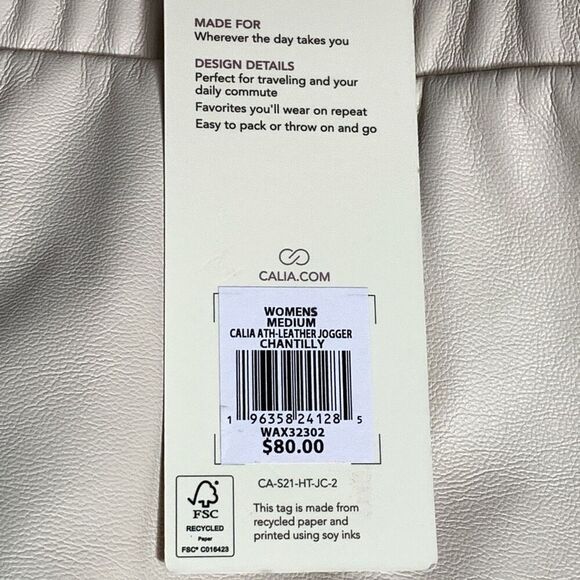 MADE FOR
Wherever the day takes you
DESIGN DETAILS
Perfect for traveling and your
daily commute
Favorites you'll wear on repeat
Easy to pack or throw on and go
CALIA.COM
WOMENS
MEDIUM
CALIA ATH-LEATHER JOGGER
CHANTILLY
1 96358 24128 5
WAX32302
$80.00
CA-S21-HT-JC-2
FSC
RECYCLED
Paper
FSC® C016423
This tag is made from
recycled paper and
printed using soy inks